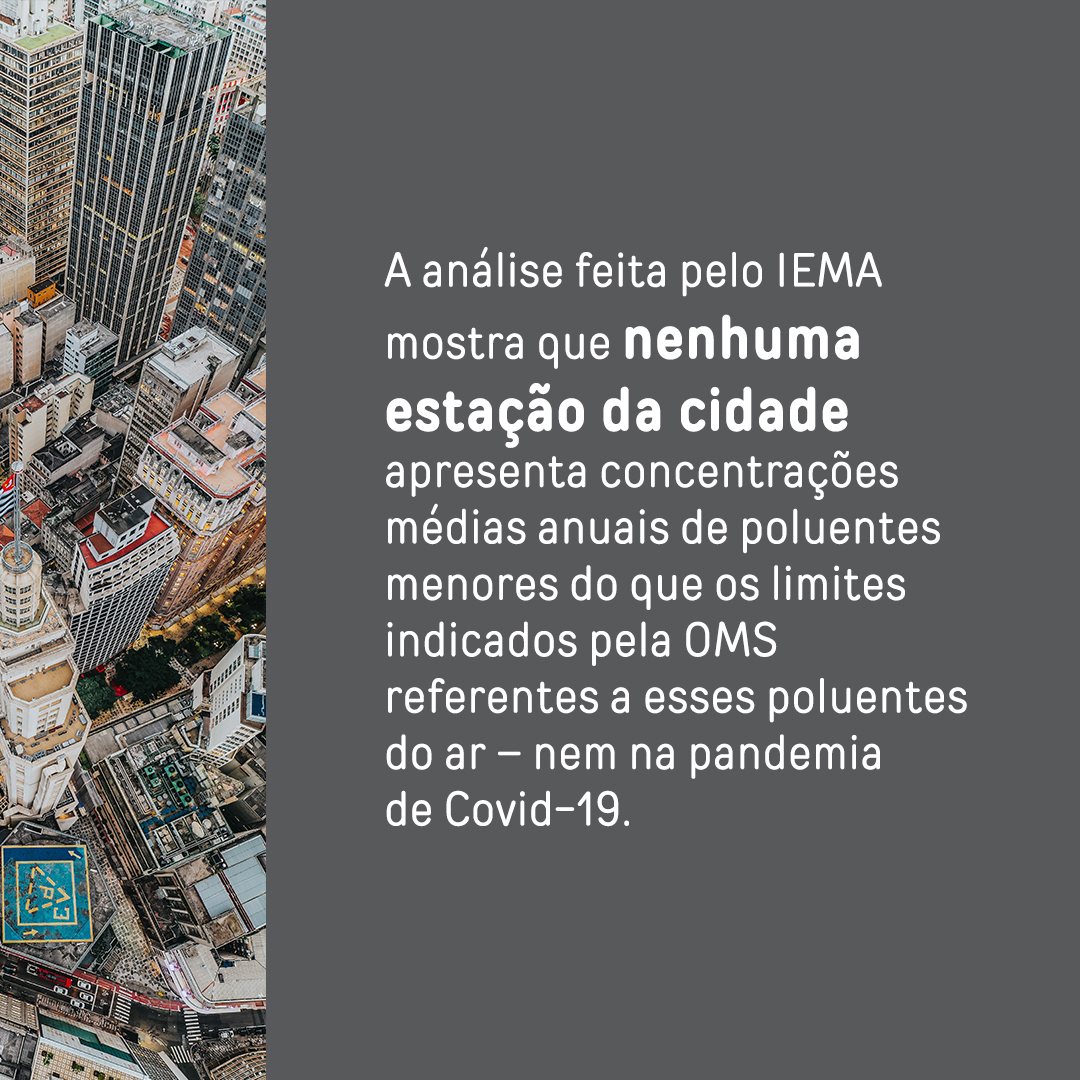 A análise feita pelo IEMA
mostra que nenhuma
estação da cidade
apresenta concentrações
médias anuais de poluentes
menores do que os limites
indicados pela OMS
referentes a esses poluentes
do ar – nem na pandemia
de Covid-19.